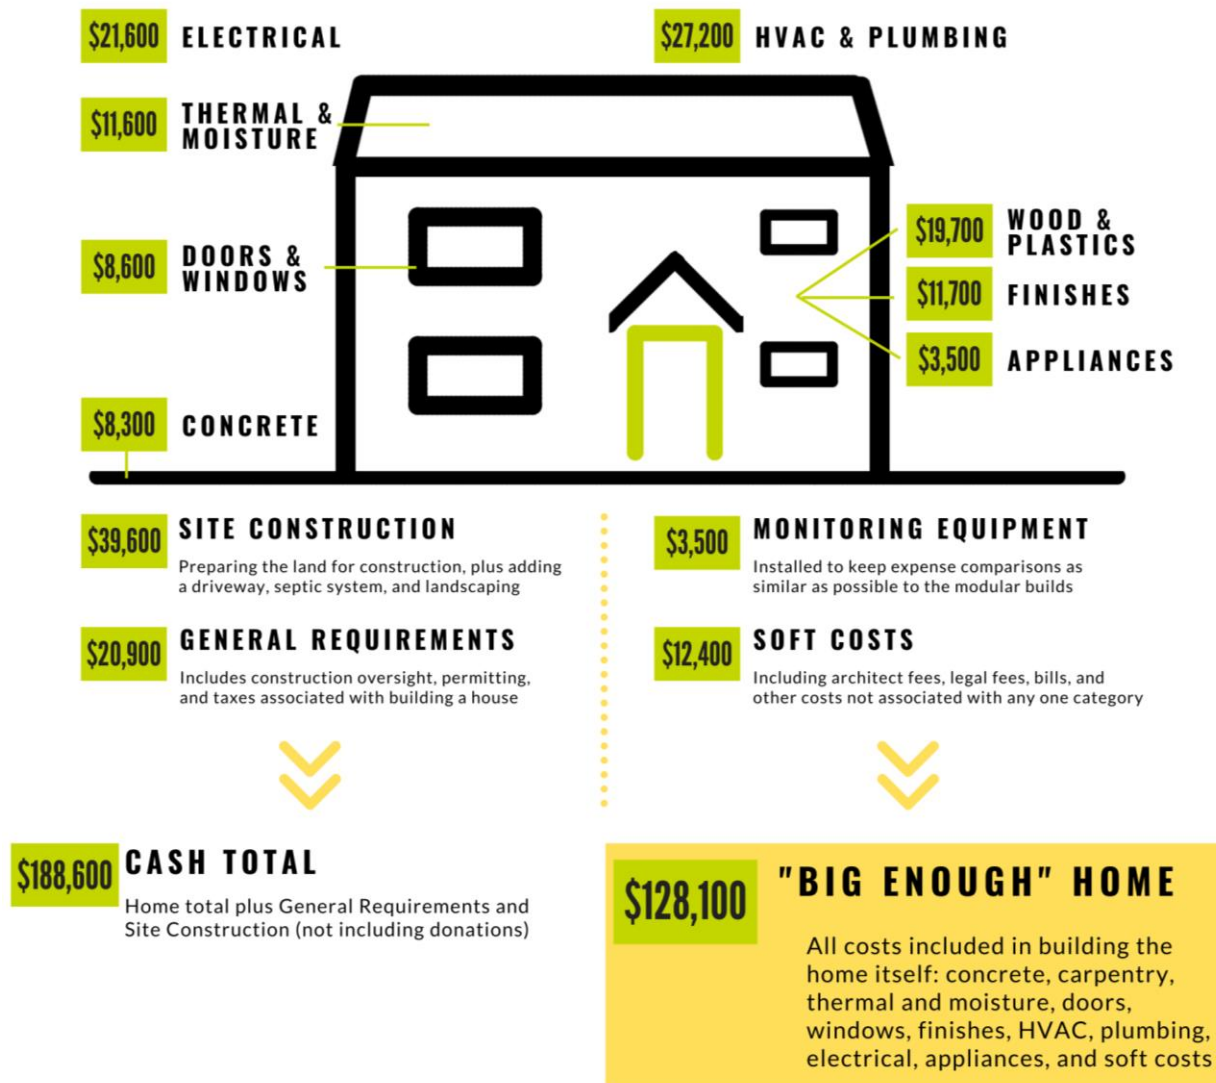 $21,600 ELECTRICAL
$27,200 HVAC & PLUMBING
$11,600 THERMAL &
MOISTURE
$8,600 DOORS &
WINDOWS
$19,700 WOOD &
PLASTICS
$11,700 FINISHES
$3,500 APPLIANCES
$8,300 CONCRETE
$39,600 SITE CONSTRUCTION
Preparing the land for construction, plus adding
a driveway, septic system, and landscaping
$3,500 MONITORING EQUIPMENT
Installed to keep expense comparisons as
similar as possible to the modular builds
$20,900 GENERAL REQUIREMENTS
Includes construction oversight, permitting,
and taxes associated with building a house
$12,400 SOFT COSTS
Including architect fees, legal fees, bills, and
other costs not associated with any one category
$188,600 CASH TOTAL
Home total plus General Requirements and
Site Construction (not including donations)
$128,100 "BIG ENOUGH" HOME
All costs included in building the
home itself: concrete, carpentry,
thermal and moisture, doors,
windows, finishes, HVAC, plumbing,
electrical, appliances, and soft costs